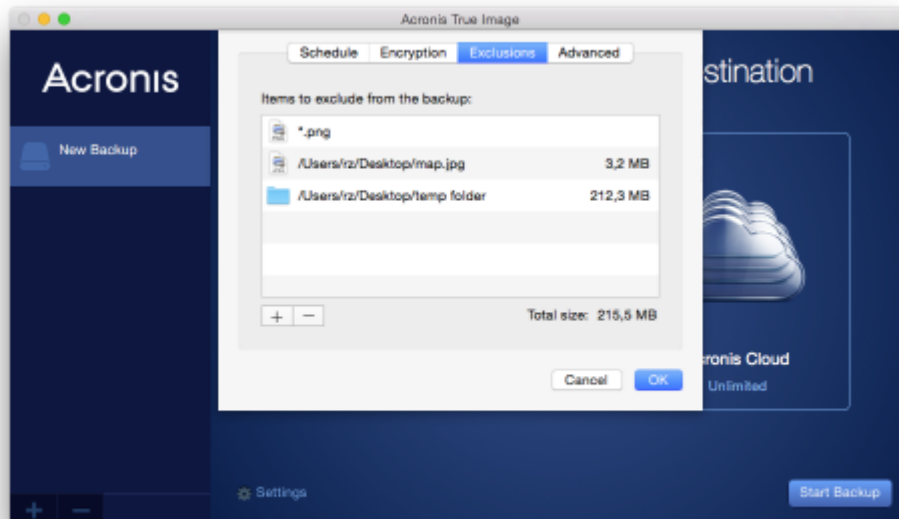 Acronis True Image
Acronis
New Backup
Schedule Encryption Exclusions Advanced
Items to exclude from the backup:
*.png
/Users/rz/Desktop/map.jpg 3,2 MB
/Users/rz/Desktop/temp folder 212,3 MB
+ − Total size: 215,5 MB
Cancel OK
stination
cronis Cloud
Unlimited
Settings
Start Backup
+ −